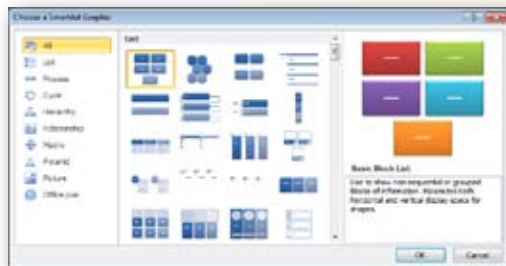 Choose a SmartArt Graphic
All
List
Process
Cycle
Hierarchy
Relationship
Matrix
Pyramid
Picture
Office.com
List
Basic Block List
Use to show non-sequential or grouped
blocks of information. Maximizes both
horizontal and vertical display space for
shapes.
OK
Cancel